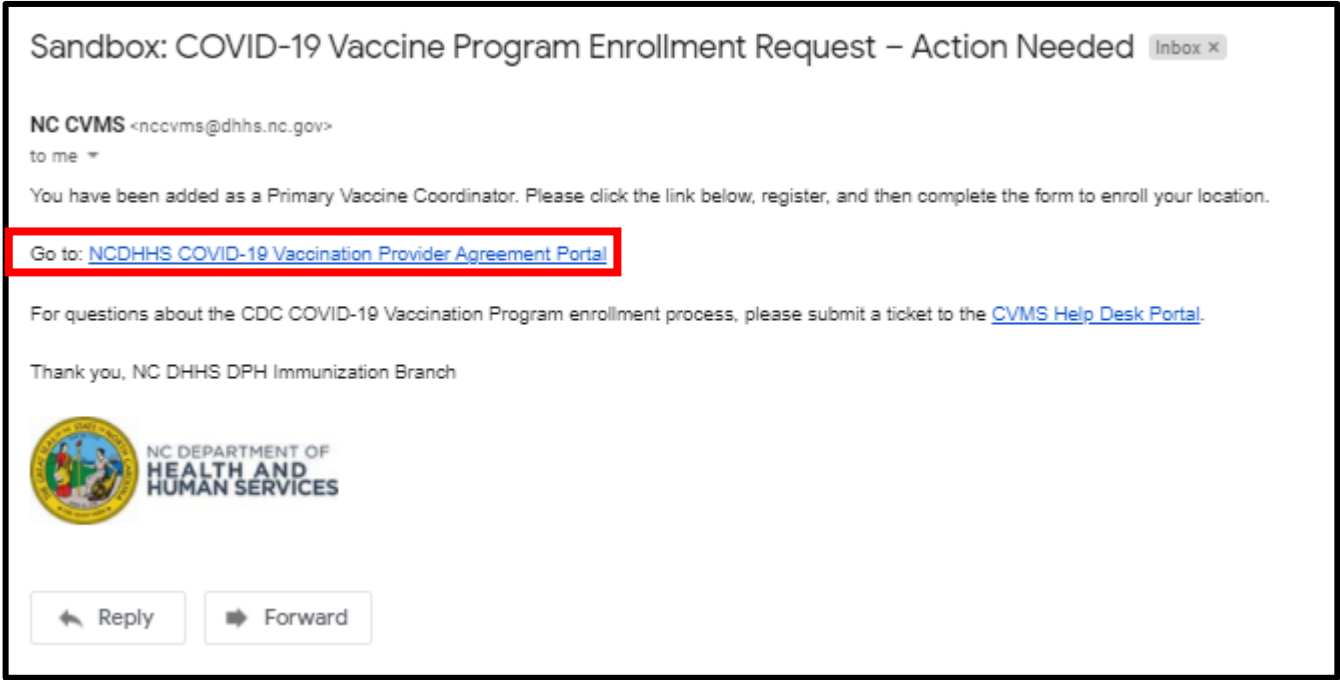 Sandbox: COVID-19 Vaccine Program Enrollment Request – Action Needed Inbox ×
NC CVMS <nccvms@dhhs.nc.gov>
to me
You have been added as a Primary Vaccine Coordinator. Please click the link below, register, and then complete the form to enroll your location.
Go to: NCDHHS COVID-19 Vaccination Provider Agreement Portal
For questions about the CDC COVID-19 Vaccination Program enrollment process, please submit a ticket to the CVMS Help Desk Portal.
Thank you, NC DHHS DPH Immunization Branch
NC DEPARTMENT OF
HEALTH AND
HUMAN SERVICES
Reply Forward